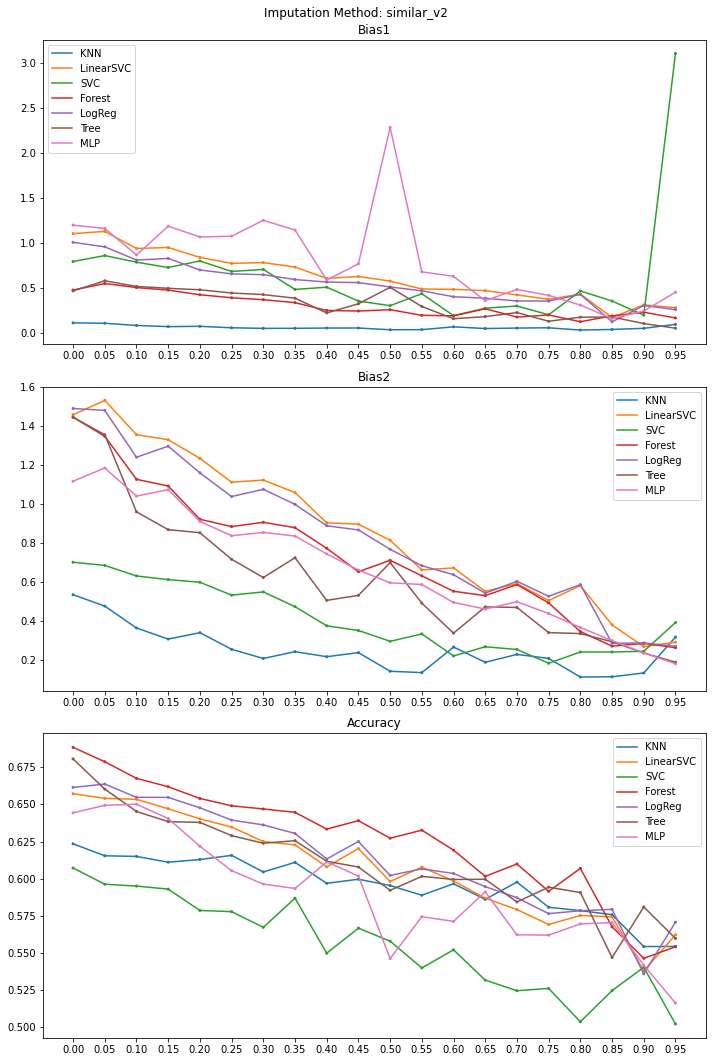 Imputation Method: similar_v2
Bias1
KNN
LinearSVC
SVC
Forest
LogReg
Tree
MLP
3.0
2.5
2.0
1.5
1.0
0.5
0.0
0.00 0.05 0.10 0.15 0.20 0.25 0.30 0.35 0.40 0.45 0.50 0.55 0.60 0.65 0.70 0.75 0.80 0.85 0.90 0.95
Bias2
1.6
1.4
1.2
1.0
0.8
0.6
0.4
0.2
KNN
LinearSVC
SVC
Forest
LogReg
Tree
MLP
0.00 0.05 0.10 0.15 0.20 0.25 0.30 0.35 0.40 0.45 0.50 0.55 0.60 0.65 0.70 0.75 0.80 0.85 0.90 0.95
Accuracy
0.675
0.650
0.625
0.600
0.575
0.550
0.525
0.500
KNN
LinearSVC
SVC
Forest
LogReg
Tree
MLP
0.00 0.05 0.10 0.15 0.20 0.25 0.30 0.35 0.40 0.45 0.50 0.55 0.60 0.65 0.70 0.75 0.80 0.85 0.90 0.95